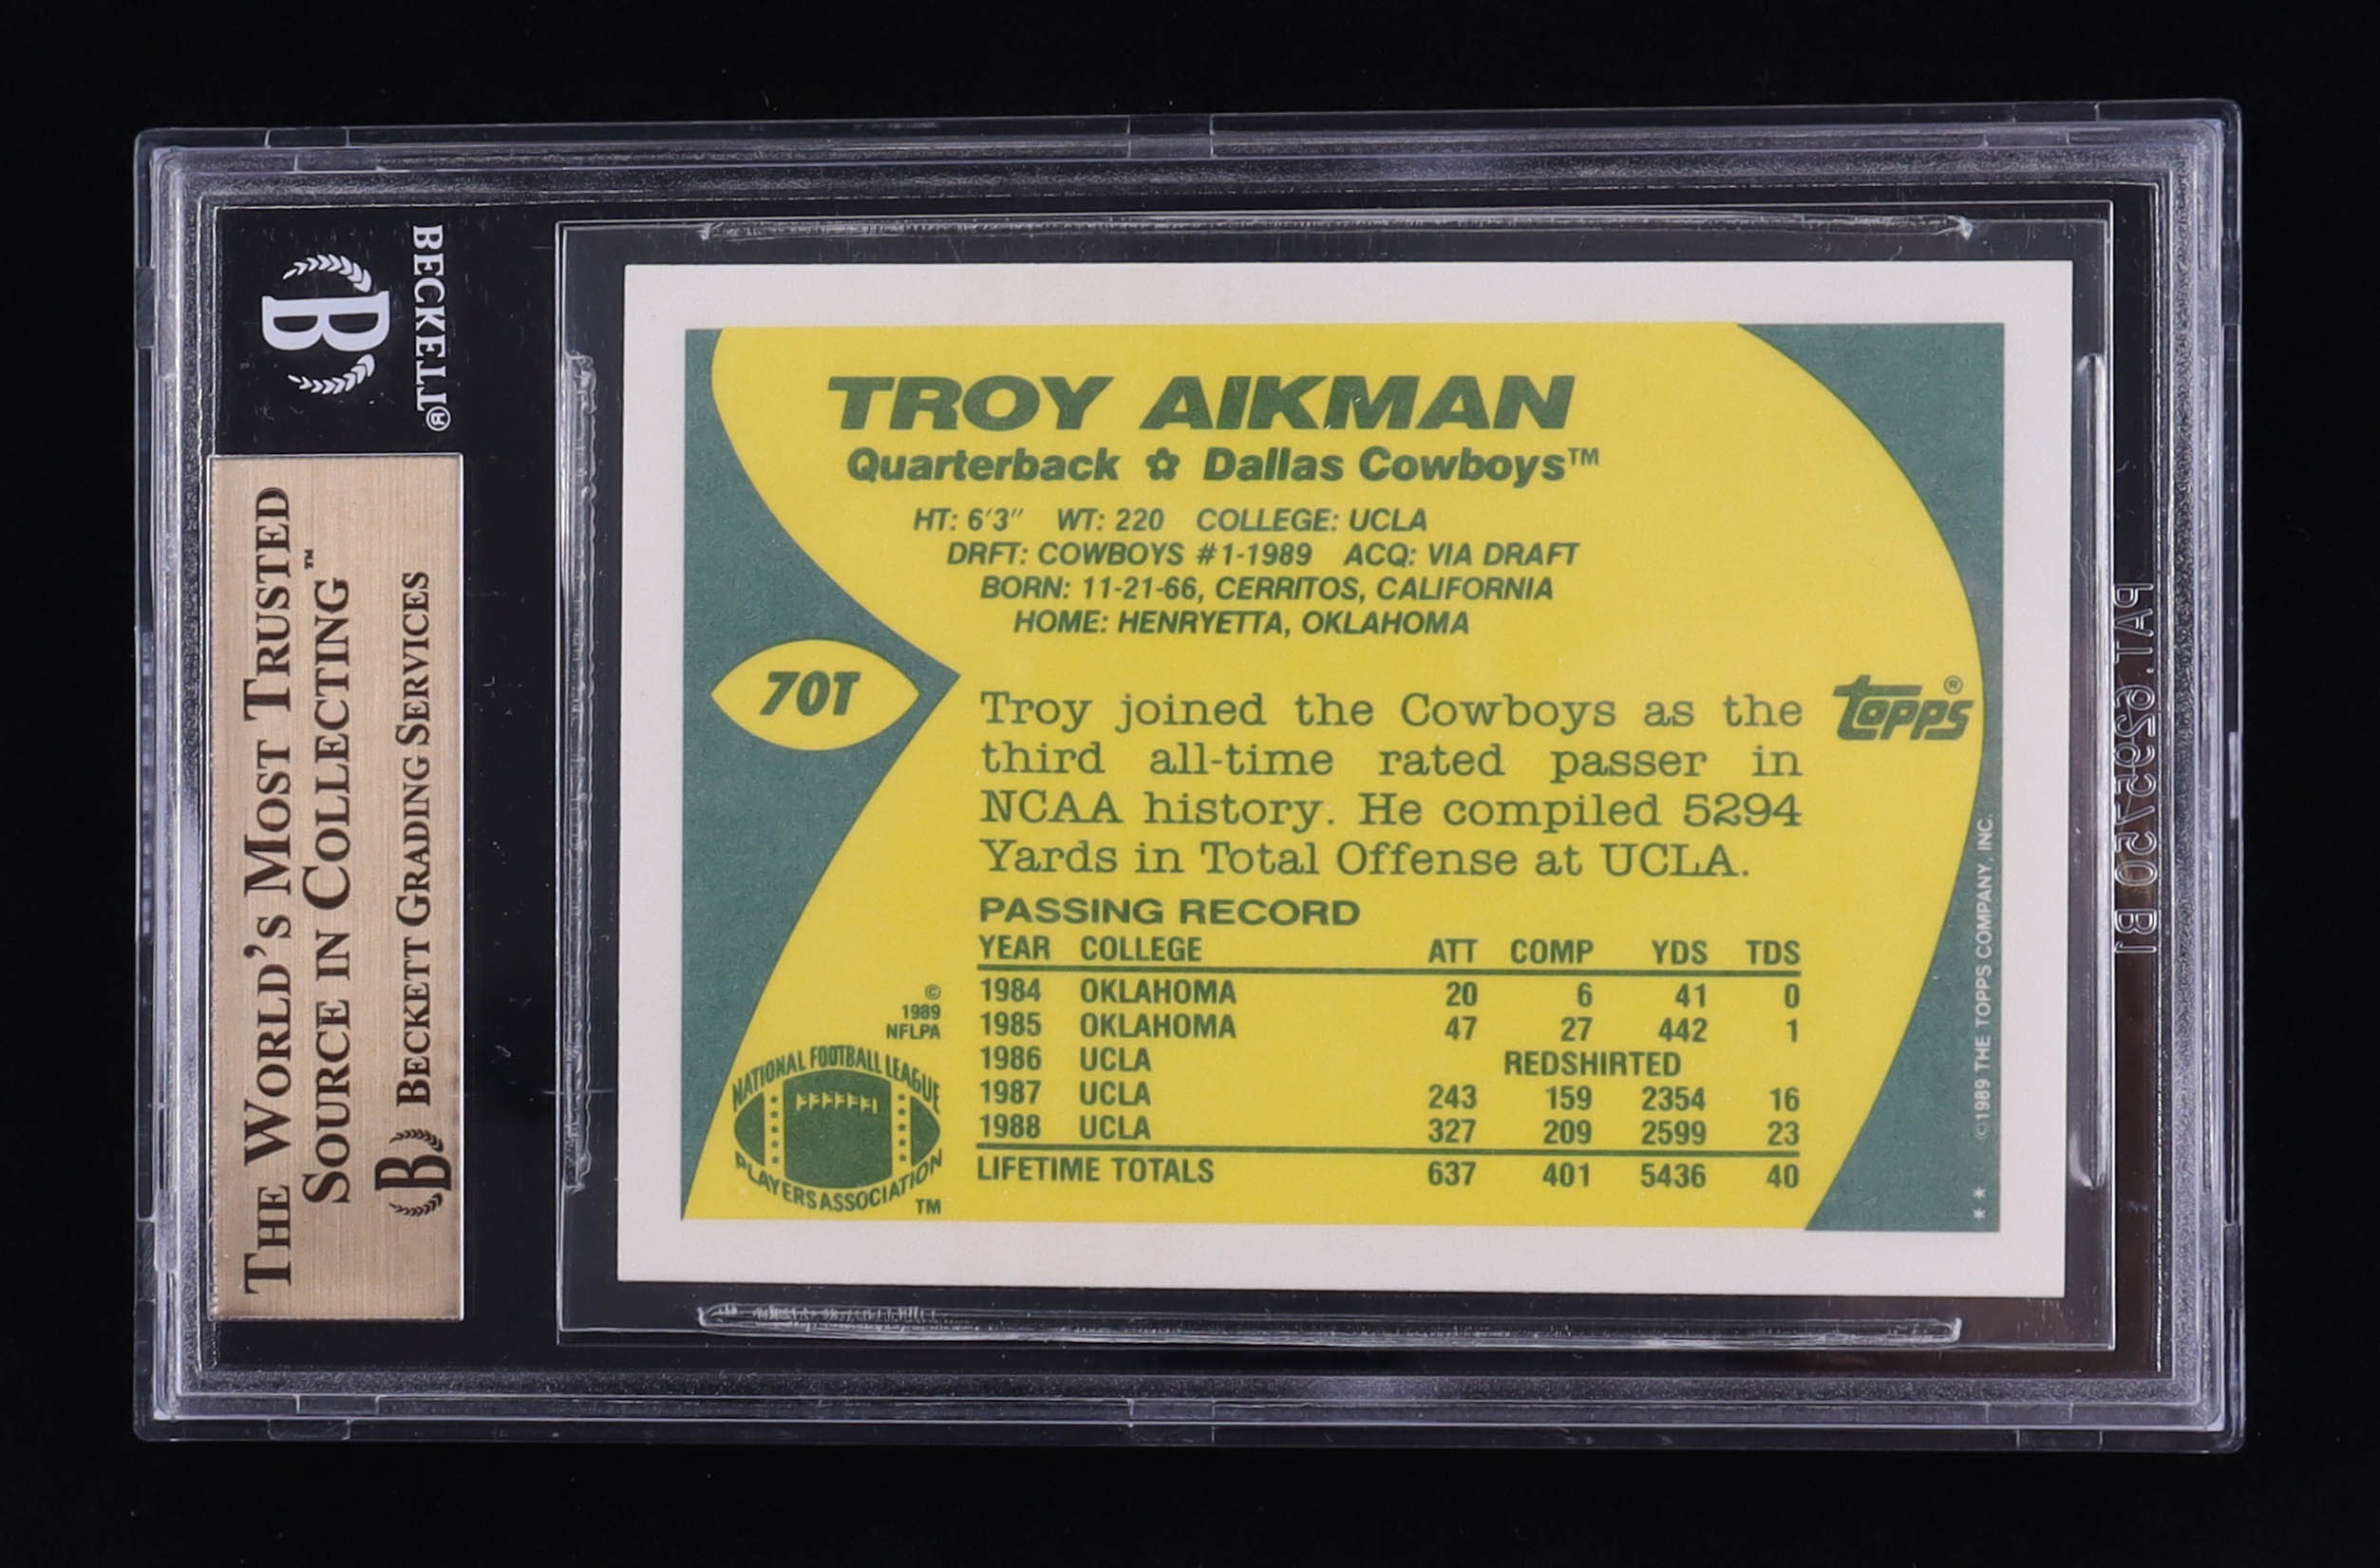 BECKETT®
B
THE WORLD'S MOST TRUSTED
SOURCE IN COLLECTING™
B BECKETT GRADING SERVICES
TROY AIKMAN
Quarterback ✿ Dallas Cowboys™
HT: 6'3" WT: 220 COLLEGE: UCLA
DRFT: COWBOYS #1-1989 ACQ: VIA DRAFT
BORN: 11-21-66, CERRITOS, CALIFORNIA
HOME: HENRYETTA, OKLAHOMA
70T
Troy joined the Cowboys as the
third all-time rated passer in
NCAA history. He compiled 5294
Yards in Total Offense at UCLA.
topps®
PASSING RECORD
YEAR COLLEGE ATT COMP YDS TDS
1984 OKLAHOMA 20 6 41 0
1985 OKLAHOMA 47 27 442 1
1986 UCLA REDSHIRTED
1987 UCLA 243 159 2354 16
1988 UCLA 327 209 2599 23
LIFETIME TOTALS 637 401 5436 40
©
1989
NFLPA
NATIONAL FOOTBALL LEAGUE
PLAYERS ASSOCIATION
TM
**©1989 THE TOPPS COMPANY, INC.
PAT. 6295750 B1